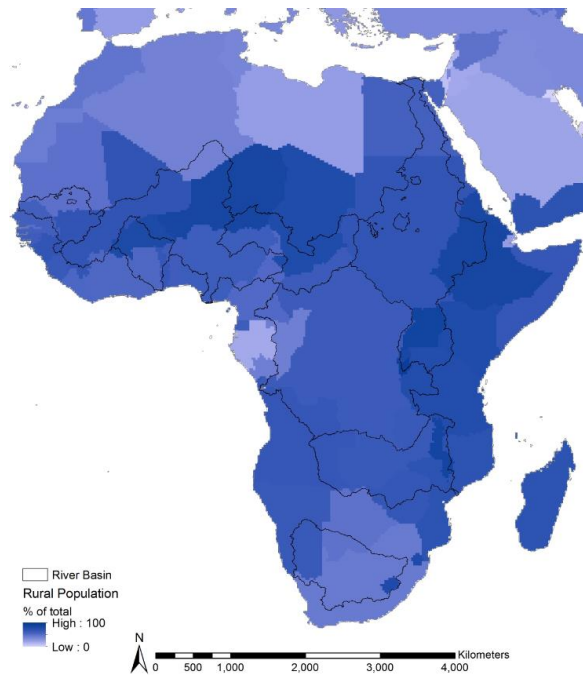 River Basin
Rural Population
% of total
High : 100
Low : 0
N
Kilometers
0 500 1,000 2,000 3,000 4,000